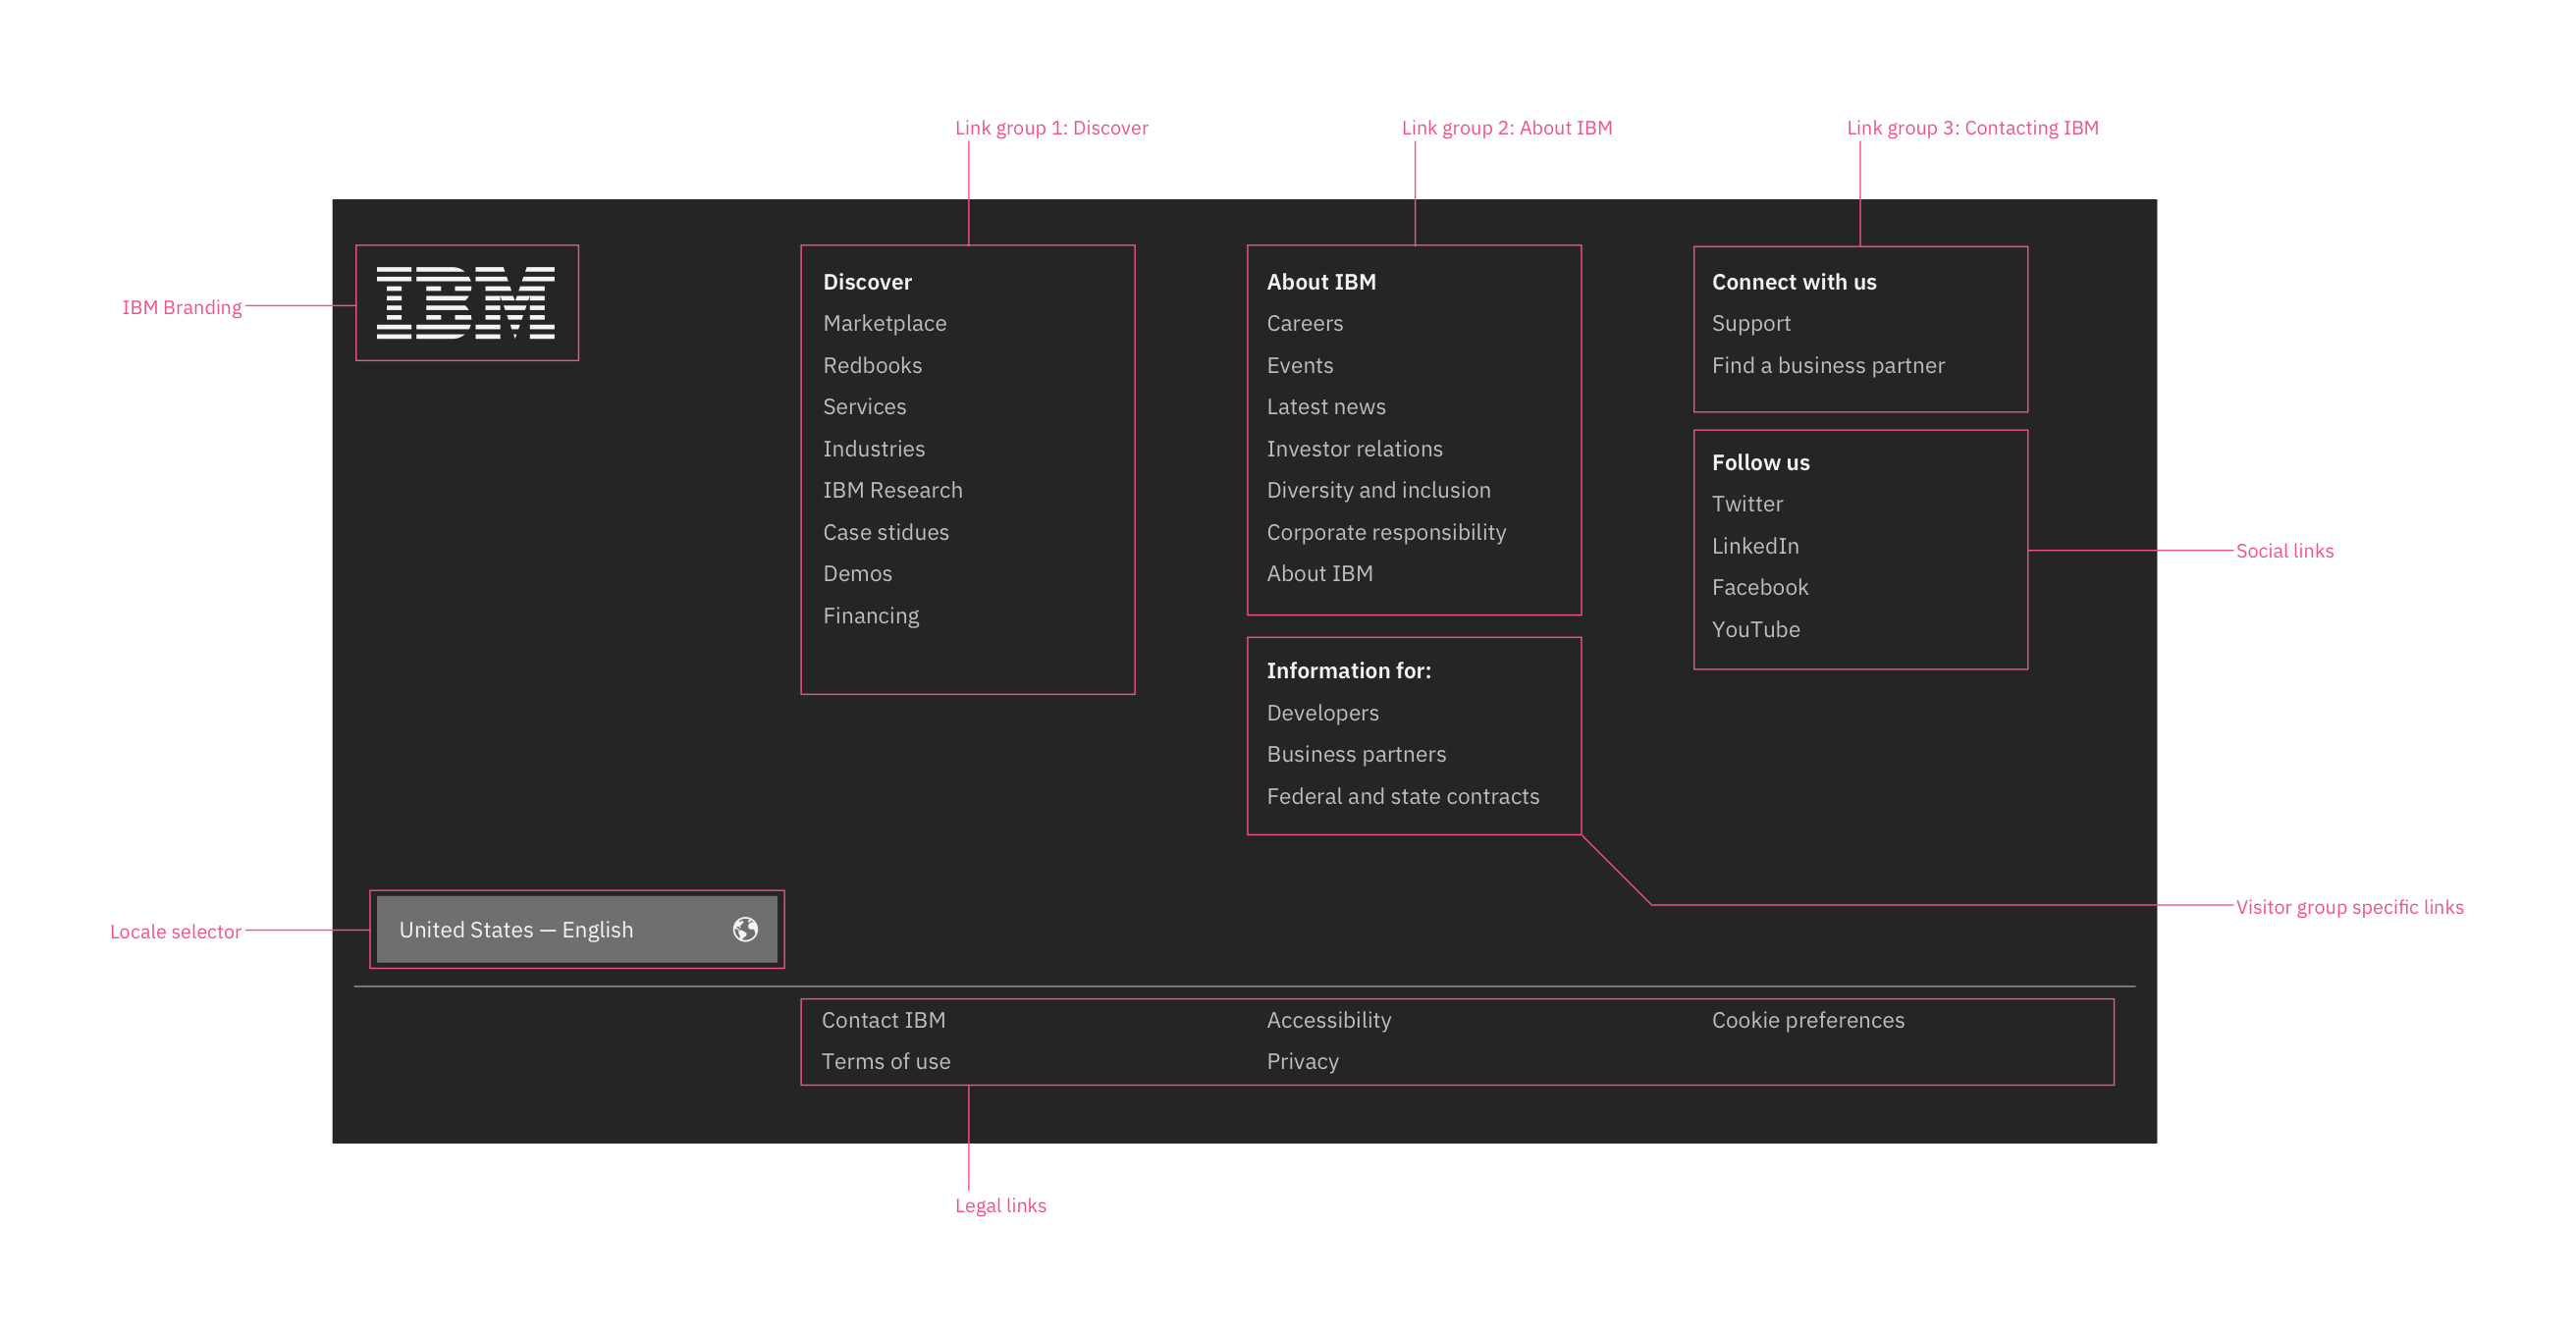 Link group 1: Discover
Link group 2: About IBM
Link group 3: Contacting IBM
IBM Branding
IBM
Discover
Marketplace
Redbooks
Services
Industries
IBM Research
Case stidues
Demos
Financing
About IBM
Careers
Events
Latest news
Investor relations
Diversity and inclusion
Corporate responsibility
About IBM
Information for:
Developers
Business partners
Federal and state contracts
Connect with us
Support
Find a business partner
Follow us
Twitter
LinkedIn
Facebook
YouTube
Social links
Visitor group specific links
Locale selector
United States — English
Contact IBM
Accessibility
Cookie preferences
Terms of use
Privacy
Legal links